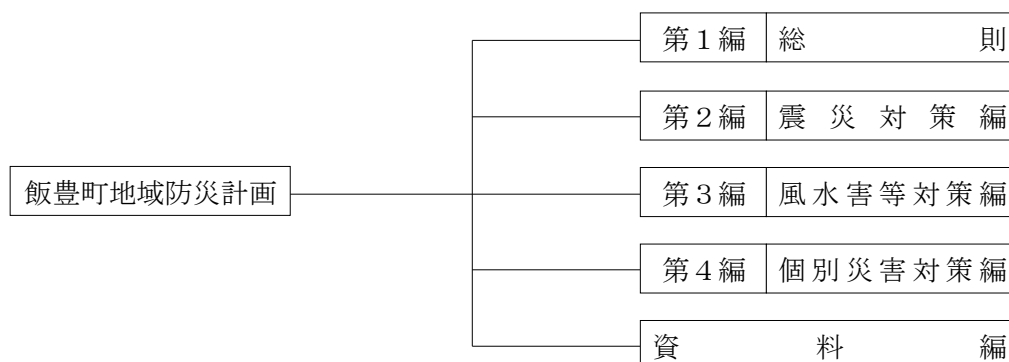 第１編 総則
第２編 震災対策編
飯豊町地域防災計画
第３編 風水害等対策編
第４編 個別災害対策編
資料編